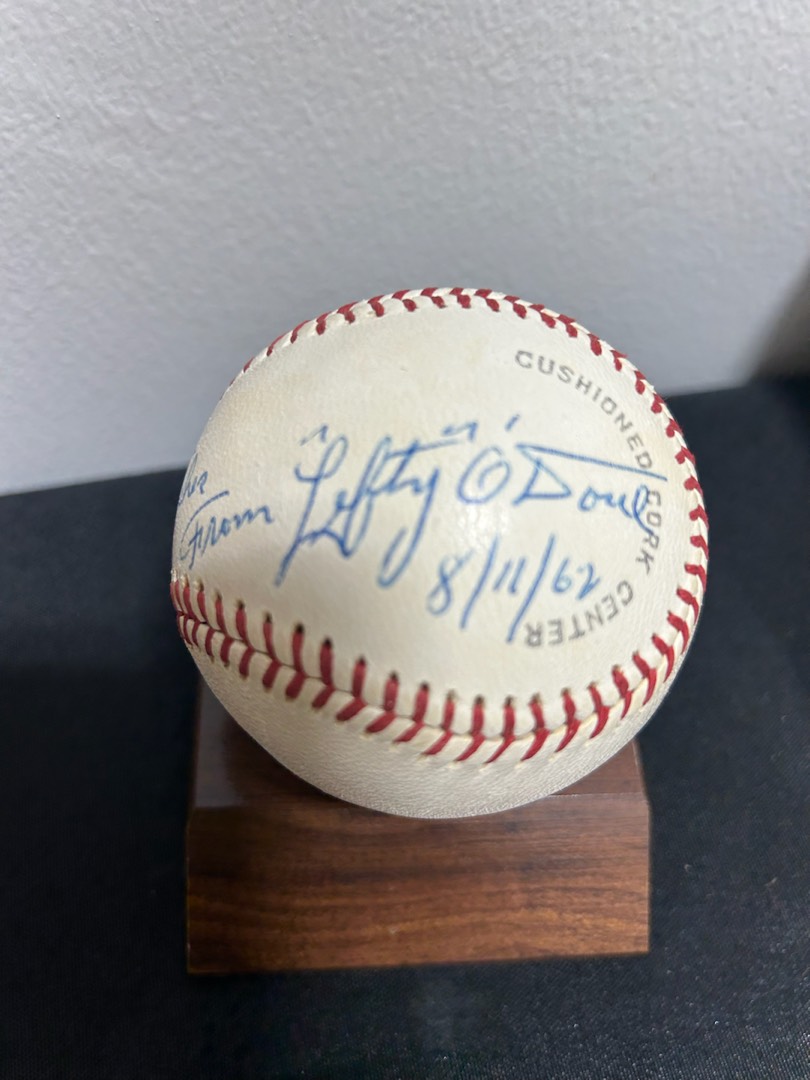 From "Lefty" O'Doul
8/11/62
CUSHIONED CORK CENTER